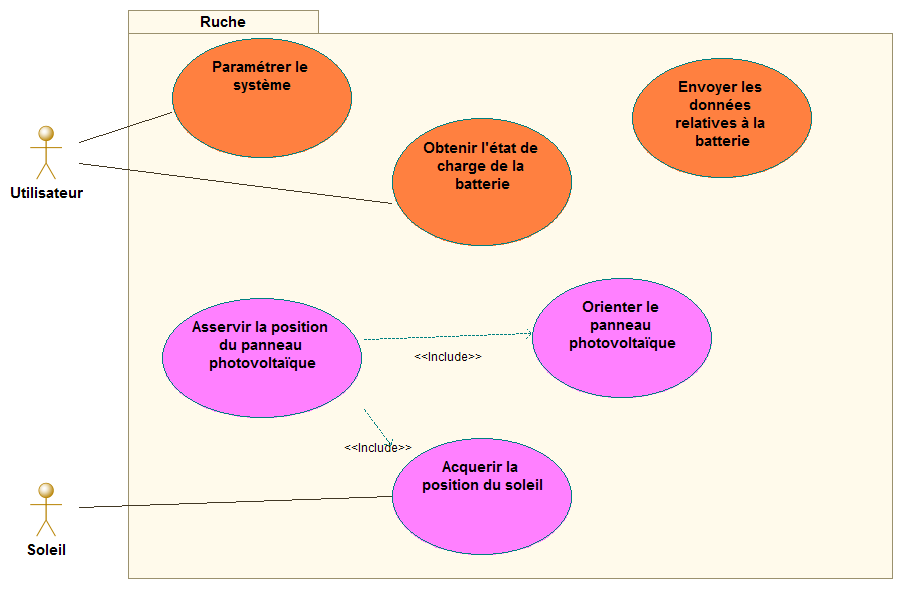 Ruche
Paramétrer le
système
Envoyer les
données
relatives à la
batterie
Obtenir l'état de
charge de la
batterie
Utilisateur
Asservir la position
du panneau
photovoltaïque
<<Include>>
Orienter le
panneau
photovoltaïque
<<Include>>
Acquerir la
position du soleil
Soleil